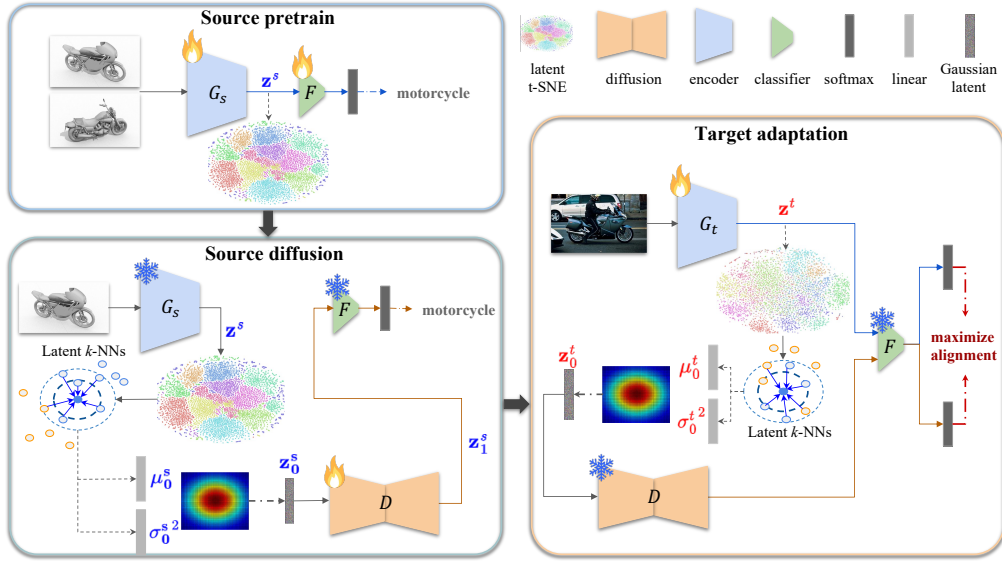 Source pretrain
G_s
z^s
F
motorcycle
latent
t-SNE
diffusion
encoder
classifier
softmax
linear
Gaussian
latent
Source diffusion
G_s
z^s
F
motorcycle
Latent k-NNs
μ_0^s
σ_0^{s 2}
z_0^s
D
z_1^s
Target adaptation
G_t
z^t
F
maximize
alignment
z_0^t
μ_0^t
σ_0^{t 2}
Latent k-NNs
D